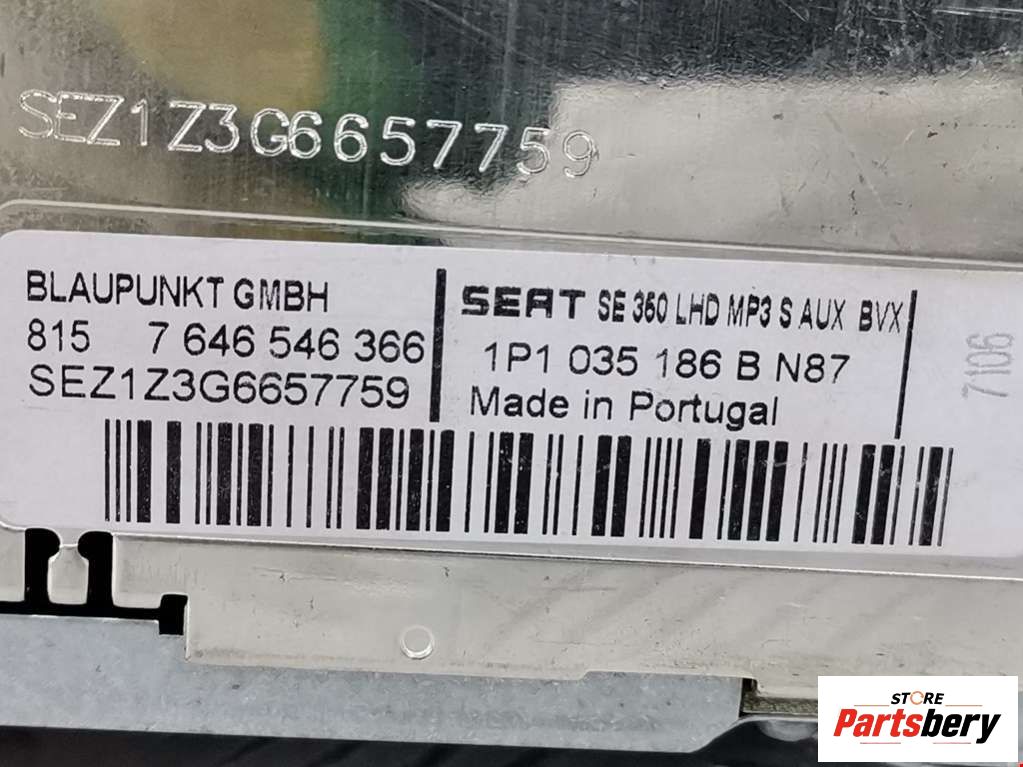 SEZ1Z3G6657759
BLAUPUNKT GMBH
815 7 646 546 366
SEZ1Z3G6657759
SEAT SE 360 LHD MP3 S AUX BVX
1P1 035 186 B N87
Made in Portugal
7106
STORE
Partsbery